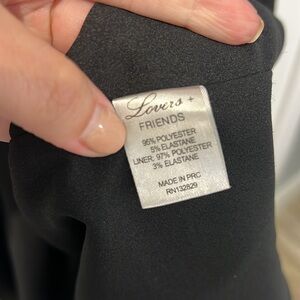 Lovers +
FRIENDS
95% POLYESTER
5% ELASTANE
LINER: 97% POLYESTER
3% ELASTANE
MADE IN PRC
RN132829